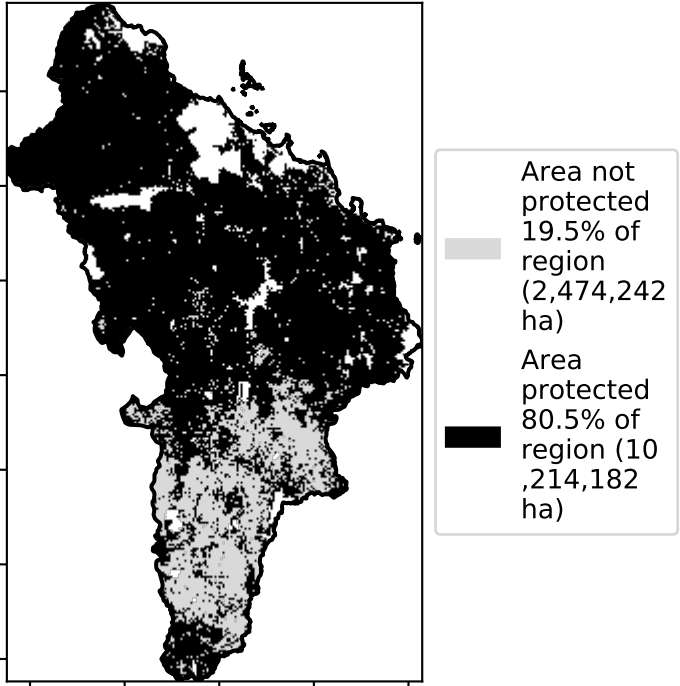 Area not
protected
19.5% of
region
(2,474,242
ha)
Area
protected
80.5% of
region (10
,214,182
ha)